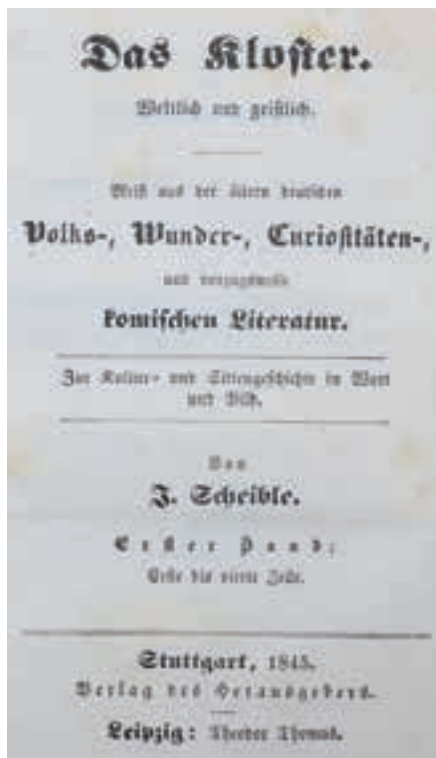 Das Kloster.
Weltlich und geistlich.
Meist aus der ältern deutschen
Volks-, Wunder-, Curiositäten-,
und vorzugsweise
komischen Literatur.
Zur Kultur- und Sittengeschichte in Wort
und Bild.
Von
J. Scheible.
Erster Band:
Erste bis vierte Zelle.
Stuttgart, 1845.
Verlag des Herausgebers.
Leipzig: Theodor Thomas.